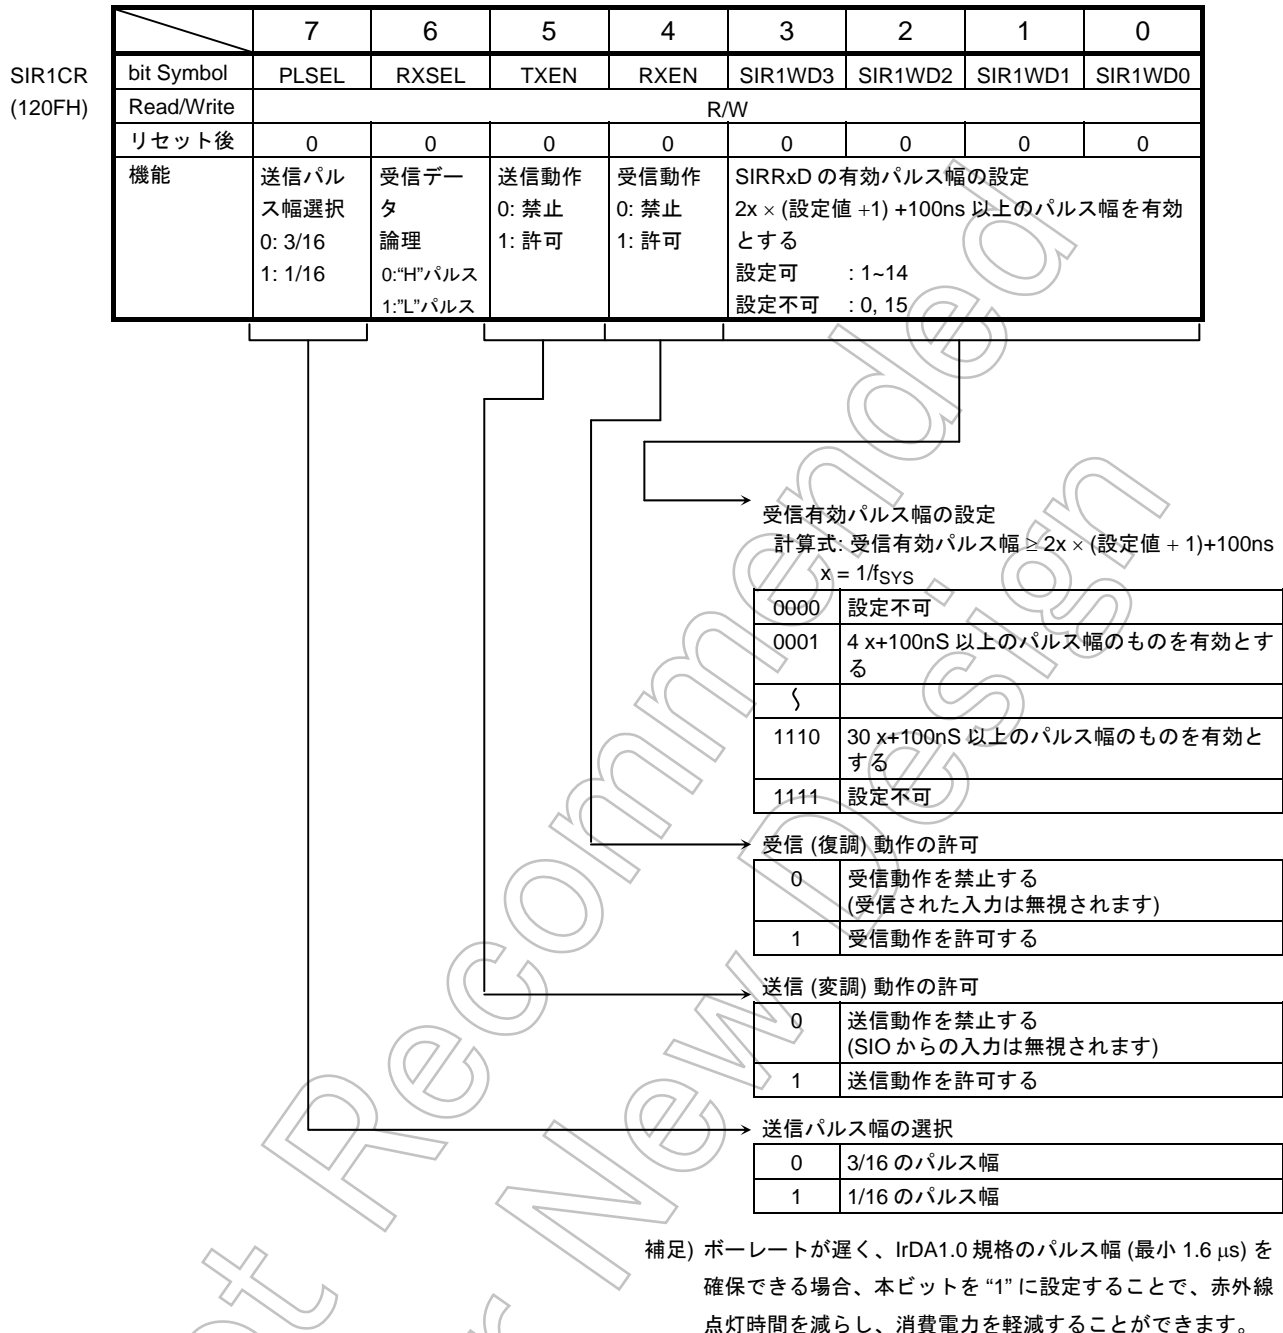 7 6 5 4 3 2 1 0
SIR1CR (120FH)
bit Symbol PLSEL RXSEL TXEN RXEN SIR1WD3 SIR1WD2 SIR1WD1 SIR1WD0
Read/Write R/W
リセット後 0 0 0 0 0 0 0 0
機能
送信パル
ス幅選択
0: 3/16
1: 1/16
受信デー
タ
論理
0:“H”パルス
1:”L”パルス
送信動作
0: 禁止
1: 許可
受信動作
0: 禁止
1: 許可
SIRRxD の有効パルス幅の設定
2x × (設定値 +1) +100ns 以上のパルス幅を有効
とする
設定可 : 1~14
設定不可 : 0, 15
受信有効パルス幅の設定
計算式: 受信有効パルス幅 ≥ 2x × (設定値 + 1)+100ns
x = 1/fSYS
0000 設定不可
0001 4 x+100nS 以上のパルス幅のものを有効とす
る
∫
1110 30 x+100nS 以上のパルス幅のものを有効と
する
1111 設定不可
受信 (復調) 動作の許可
0 受信動作を禁止する
(受信された入力は無視されます)
1 受信動作を許可する
送信 (変調) 動作の許可
0 送信動作を禁止する
(SIO からの入力は無視されます)
1 送信動作を許可する
送信パルス幅の選択
0 3/16 のパルス幅
1 1/16 のパルス幅
補足) ボーレートが遅く、IrDA1.0 規格のパルス幅 (最小 1.6 μs) を
確保できる場合、本ビットを “1” に設定することで、赤外線
点灯時間を減らし、消費電力を軽減することができます。
Not Recommended
for New Design